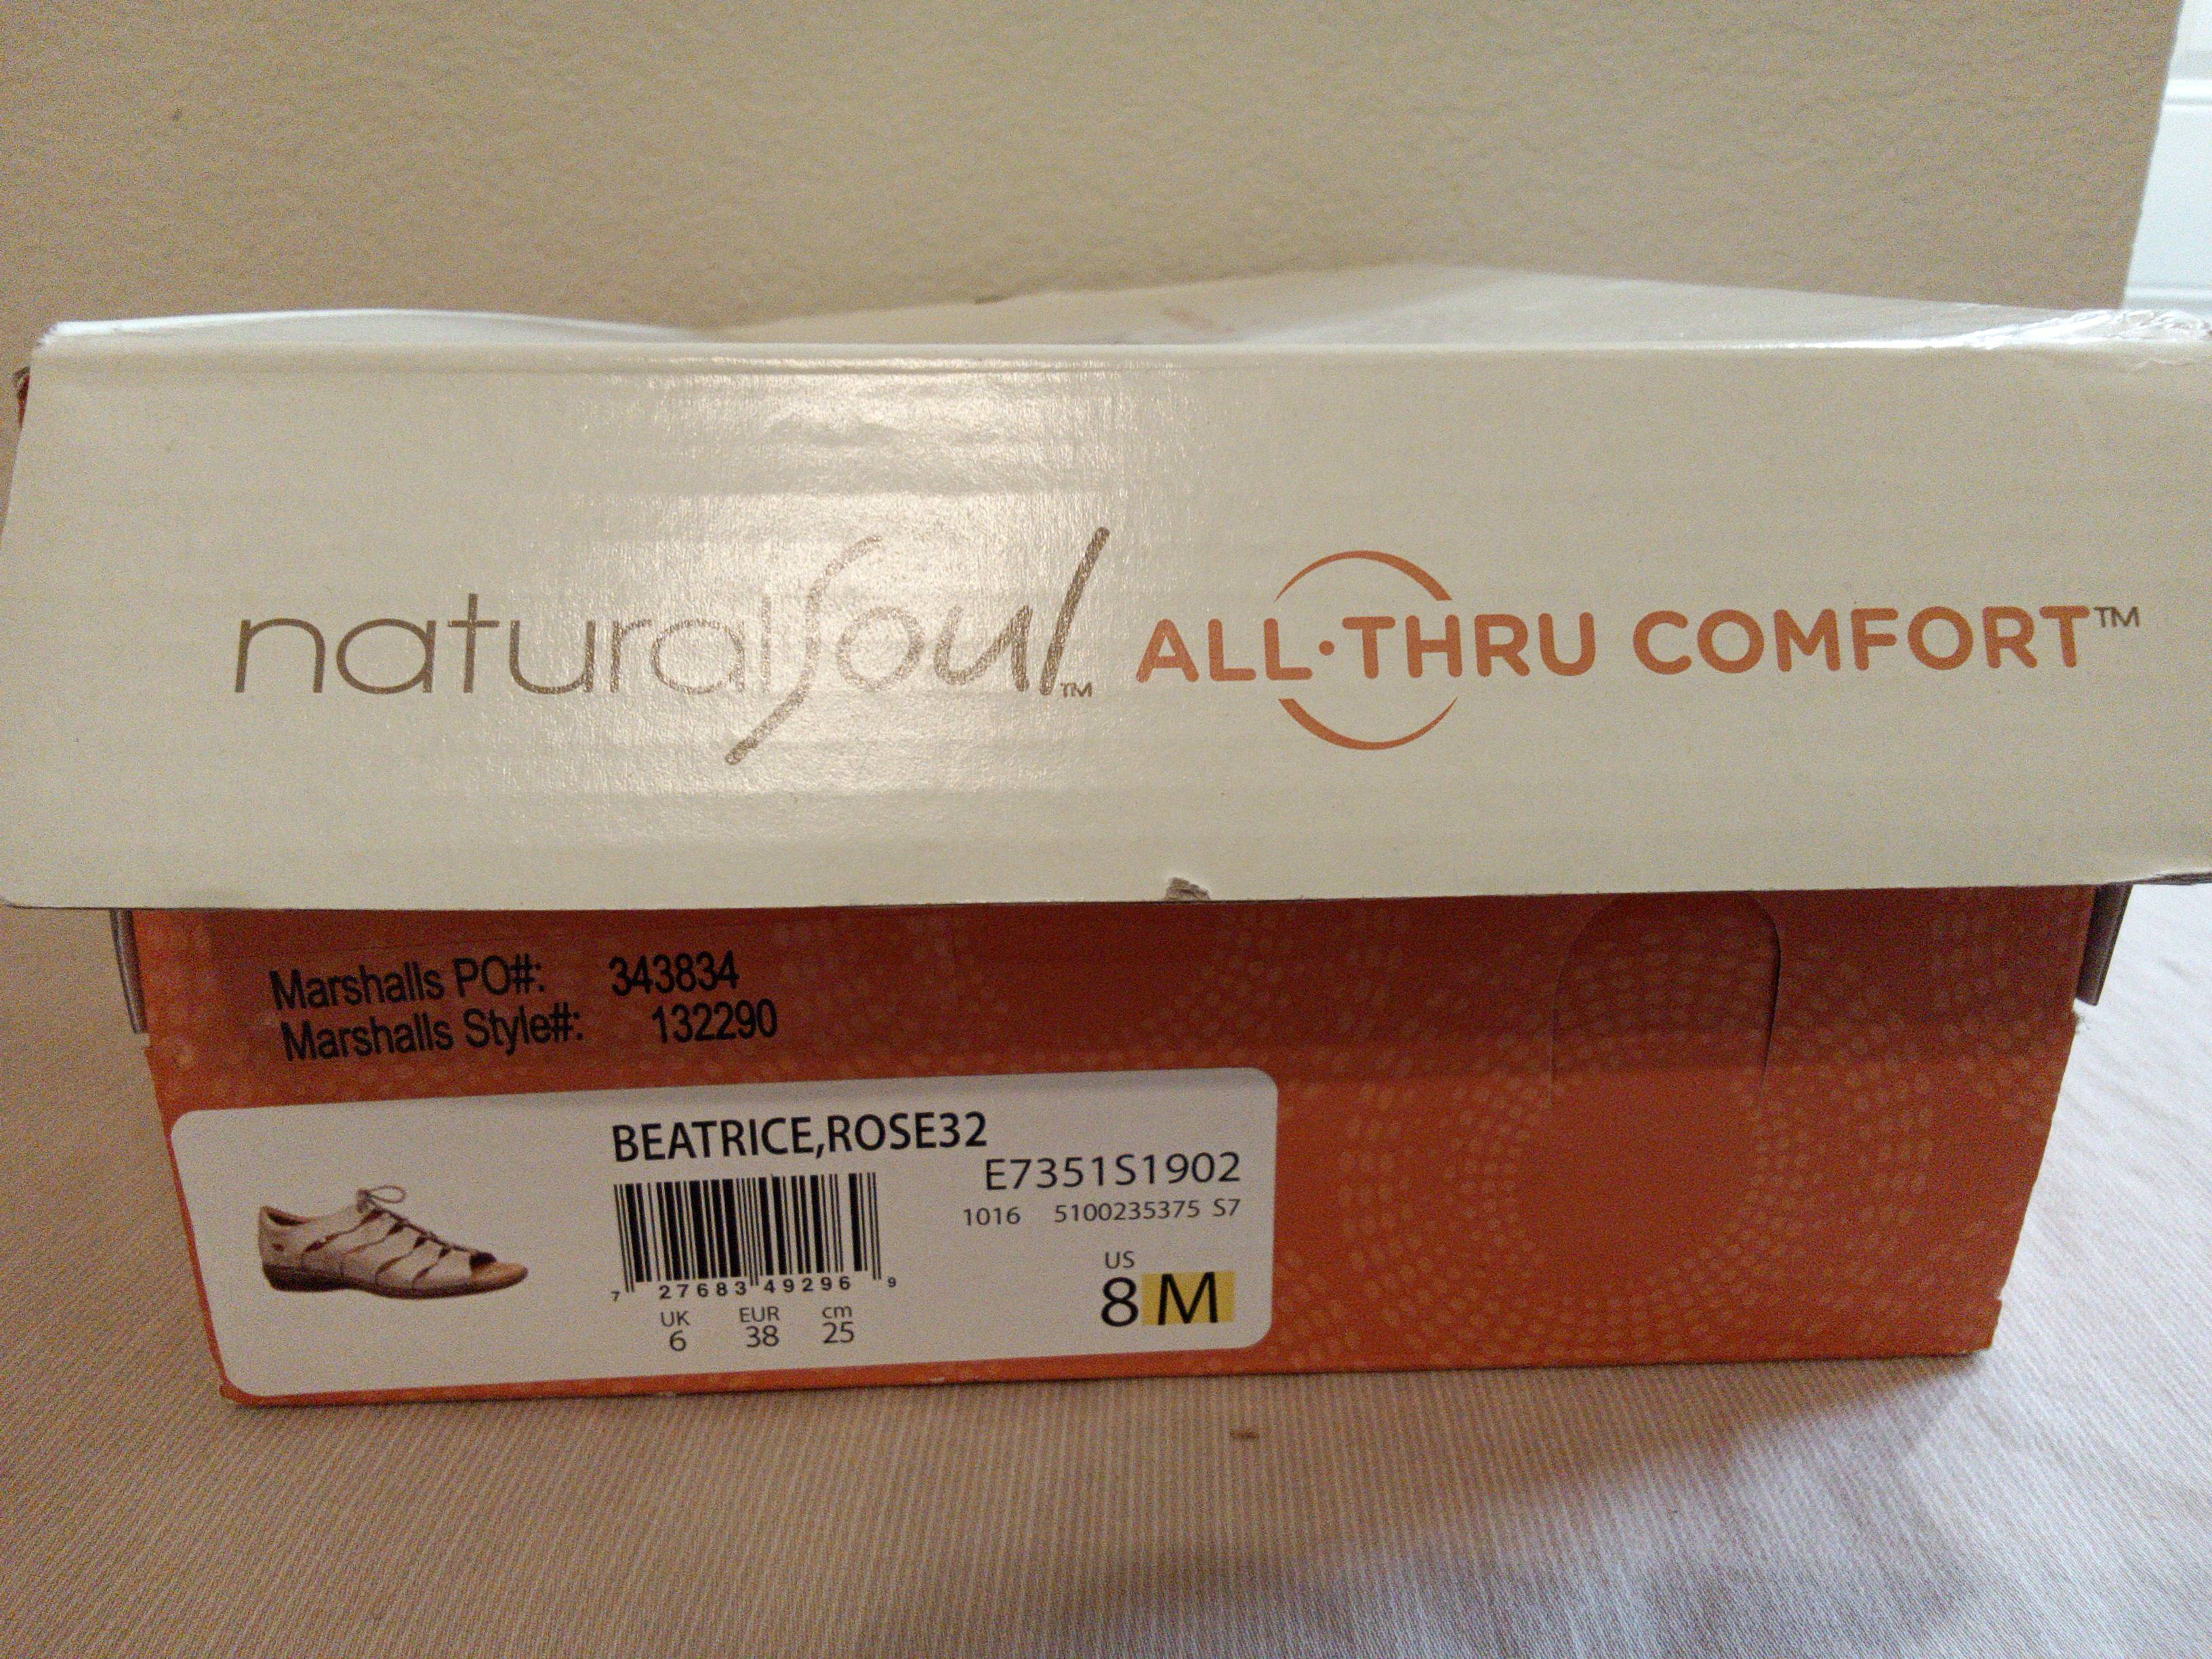 naturalsoul™ ALL·THRU COMFORT™
Marshalls PO#: 343834
Marshalls Style#: 132290
BEATRICE,ROSE32
E7351S1902
1016 5100235375 S7
7 27683 49296 9
US
8 M
UK EUR cm
6 38 25